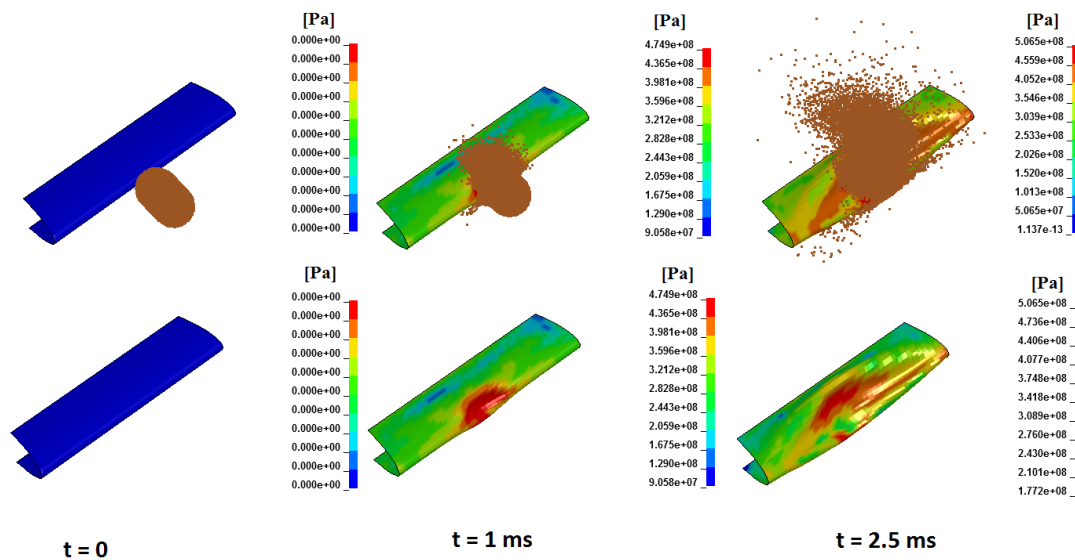 [Pa]
0.000e+00
0.000e+00
0.000e+00
0.000e+00
0.000e+00
0.000e+00
0.000e+00
0.000e+00
0.000e+00
0.000e+00
0.000e+00
[Pa]
4.749e+08
4.365e+08
3.981e+08
3.596e+08
3.212e+08
2.828e+08
2.443e+08
2.059e+08
1.675e+08
1.290e+08
9.058e+07
[Pa]
5.065e+08
4.559e+08
4.052e+08
3.546e+08
3.039e+08
2.533e+08
2.026e+08
1.520e+08
1.013e+08
5.065e+07
1.137e-13
[Pa]
0.000e+00
0.000e+00
0.000e+00
0.000e+00
0.000e+00
0.000e+00
0.000e+00
0.000e+00
0.000e+00
0.000e+00
0.000e+00
[Pa]
4.749e+08
4.365e+08
3.981e+08
3.596e+08
3.212e+08
2.828e+08
2.443e+08
2.059e+08
1.675e+08
1.290e+08
9.058e+07
[Pa]
5.065e+08
4.736e+08
4.406e+08
4.077e+08
3.748e+08
3.418e+08
3.089e+08
2.760e+08
2.430e+08
2.101e+08
1.772e+08
t = 0
t = 1 ms
t = 2.5 ms